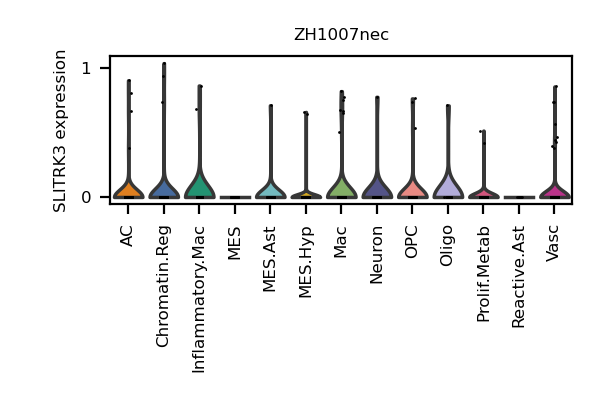 ZH1007nec
SLITRK3 expression
1
0
AC
Chromatin.Reg
Inflammatory.Mac
MES
MES.Ast
MES.Hyp
Mac
Neuron
OPC
Oligo
Prolif.Metab
Reactive.Ast
Vasc